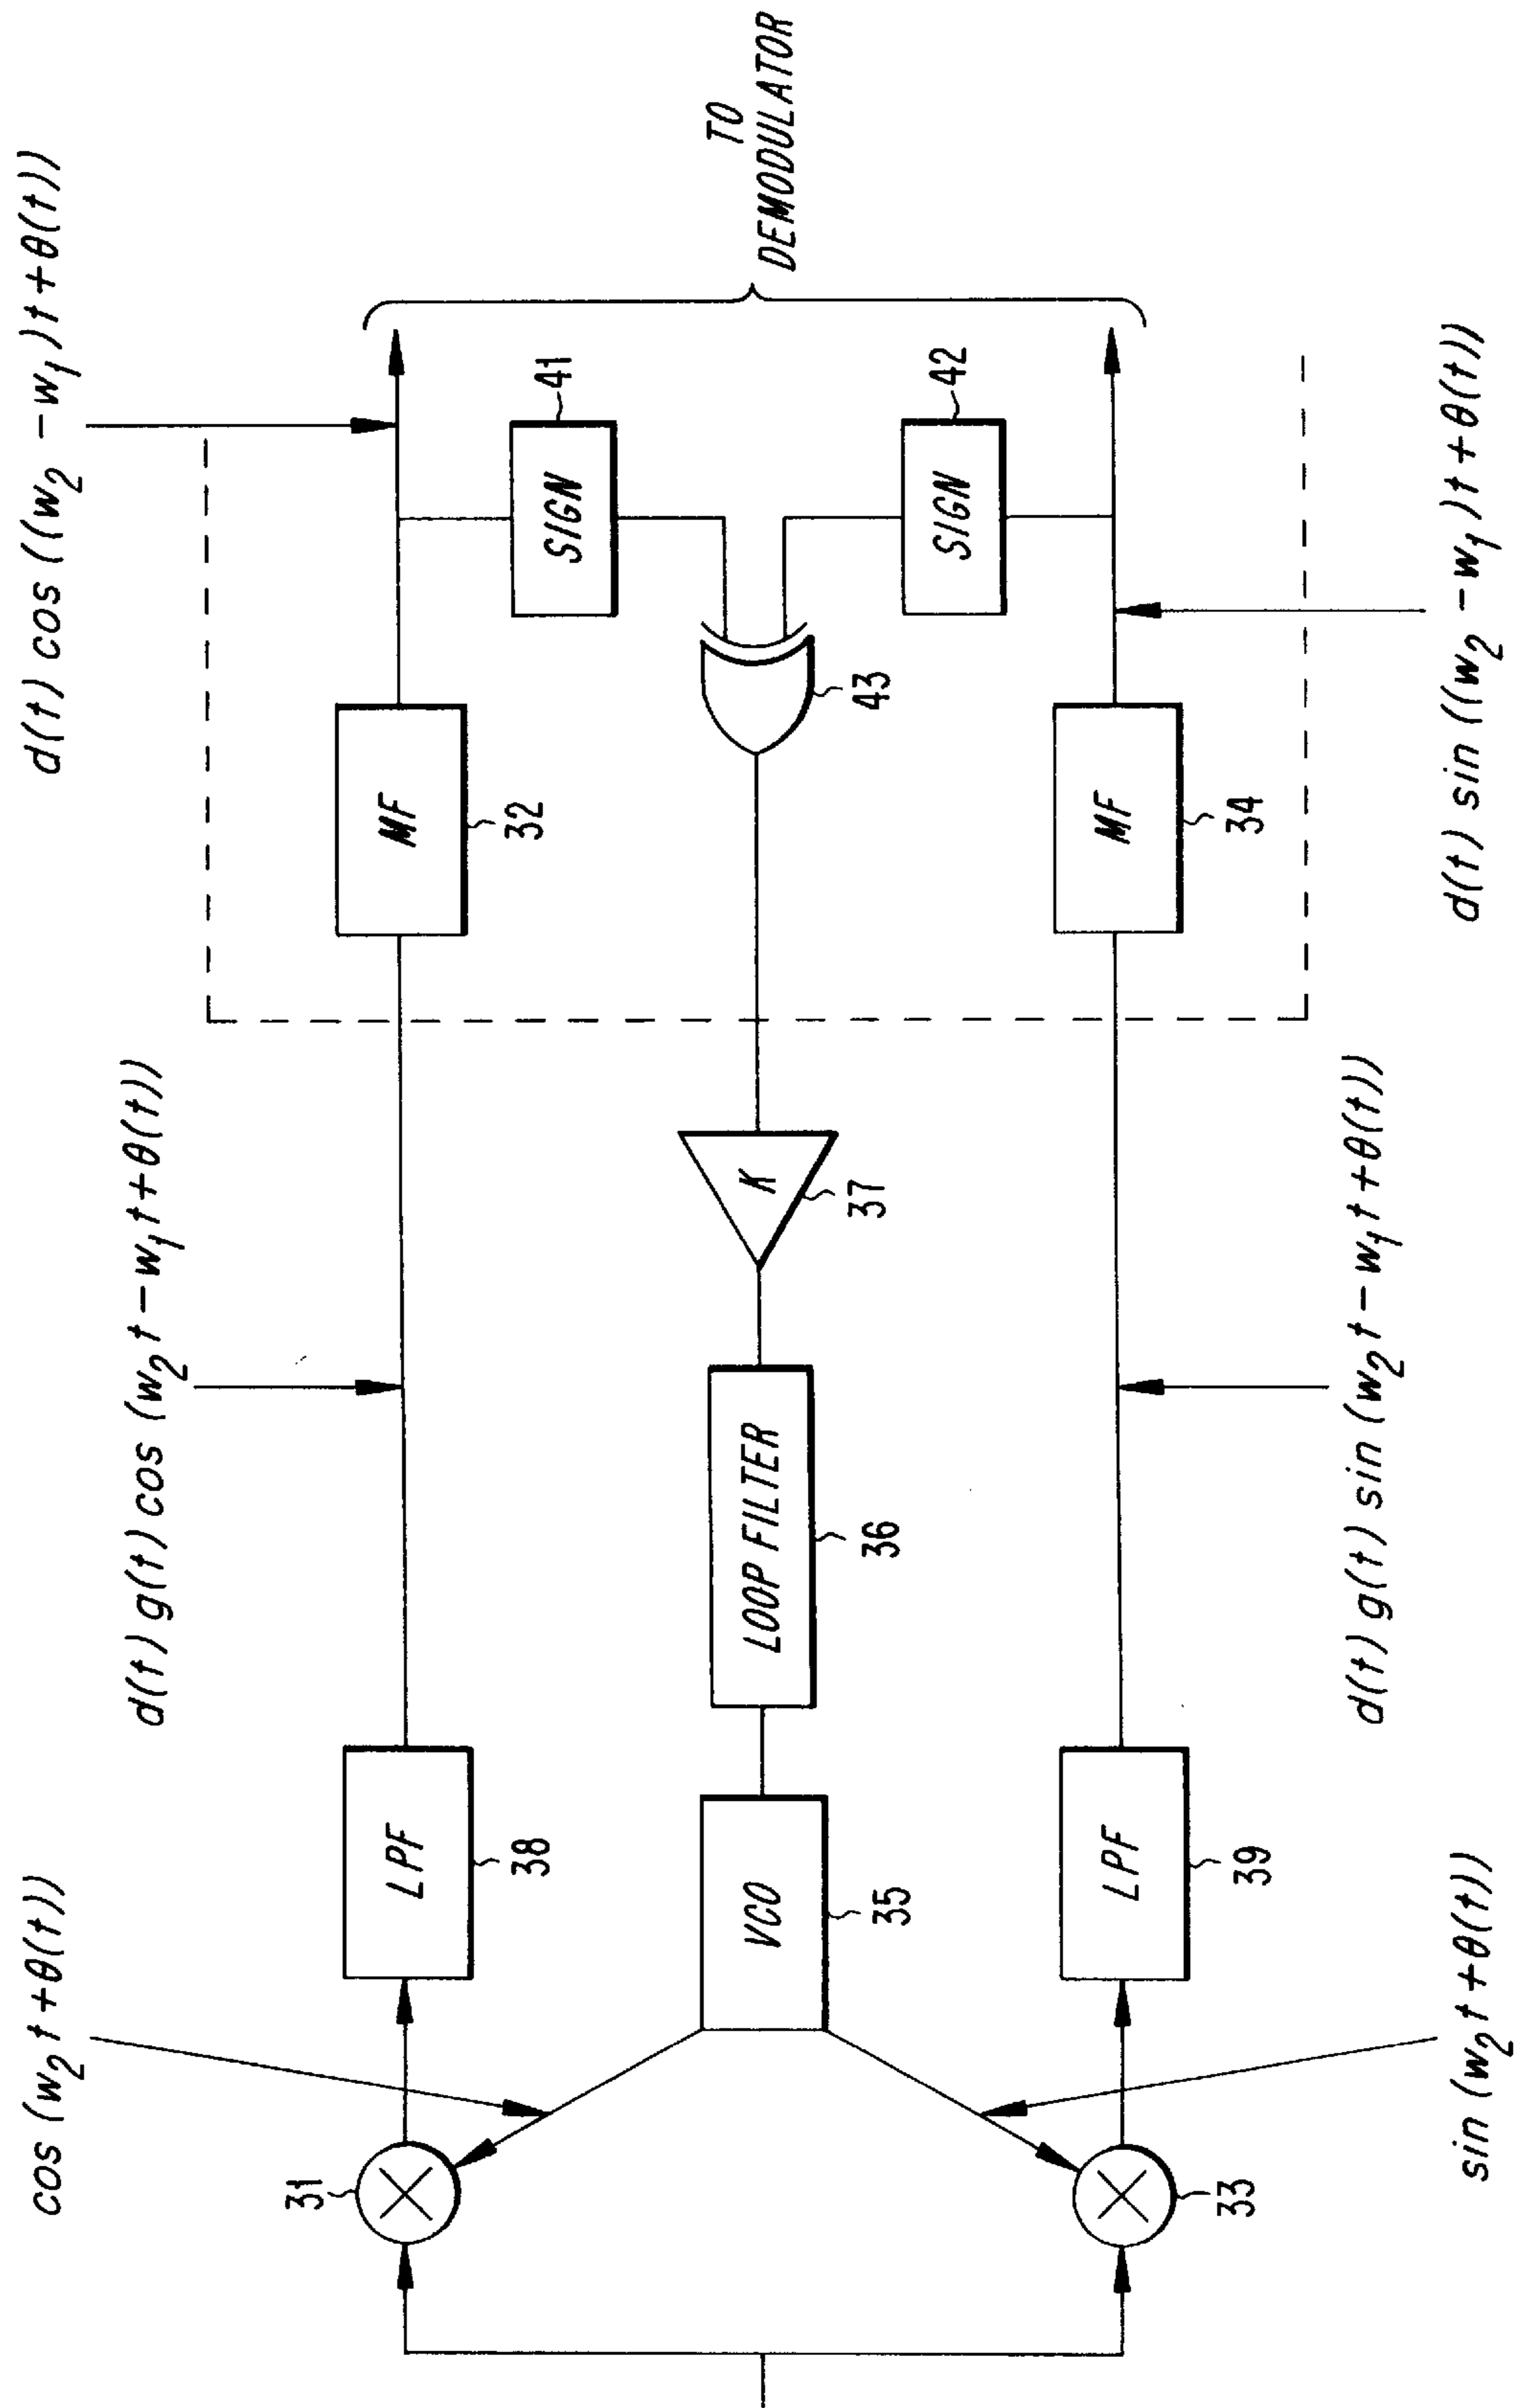 cos (w₂t+θ(t))
d(t) g(t) cos (w₂t-w₁t+θ(t))
d(t) cos ((w₂-w₁)t+θ(t))
31
LPF
38
MF
32
SIGN
41
VCO
35
LOOP FILTER
36
K
37
43
TO
DEMODULATOR
SIGN
42
33
LPF
39
MF
34
sin (w₂t+θ(t))
d(t) g(t) sin (w₂t-w₁t+θ(t))
d(t) sin ((w₂-w₁)t+θ(t))